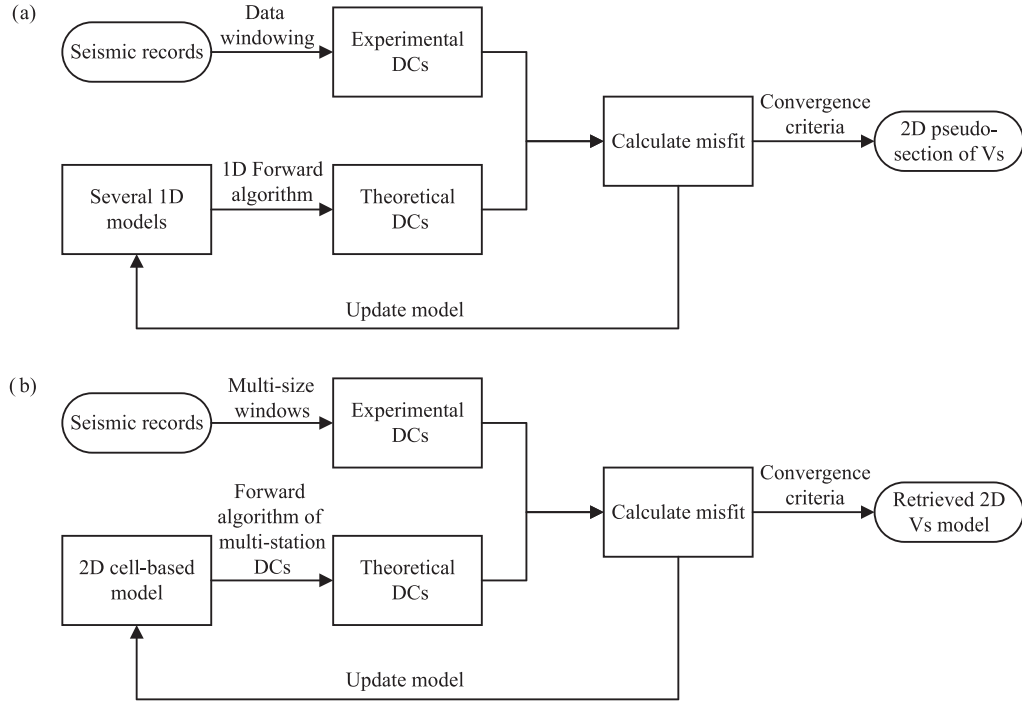 (a)
Data
windowing
Seismic records
Experimental
DCs
Convergence
criteria
Calculate misfit
2D pseudo-
section of Vs
1D Forward
algorithm
Several 1D
models
Theoretical
DCs
Update model
(b)
Multi-size
windows
Seismic records
Experimental
DCs
Convergence
criteria
Calculate misfit
Retrieved 2D
Vs model
Forward
algorithm of
multi-station
DCs
2D cell-based
model
Theoretical
DCs
Update model